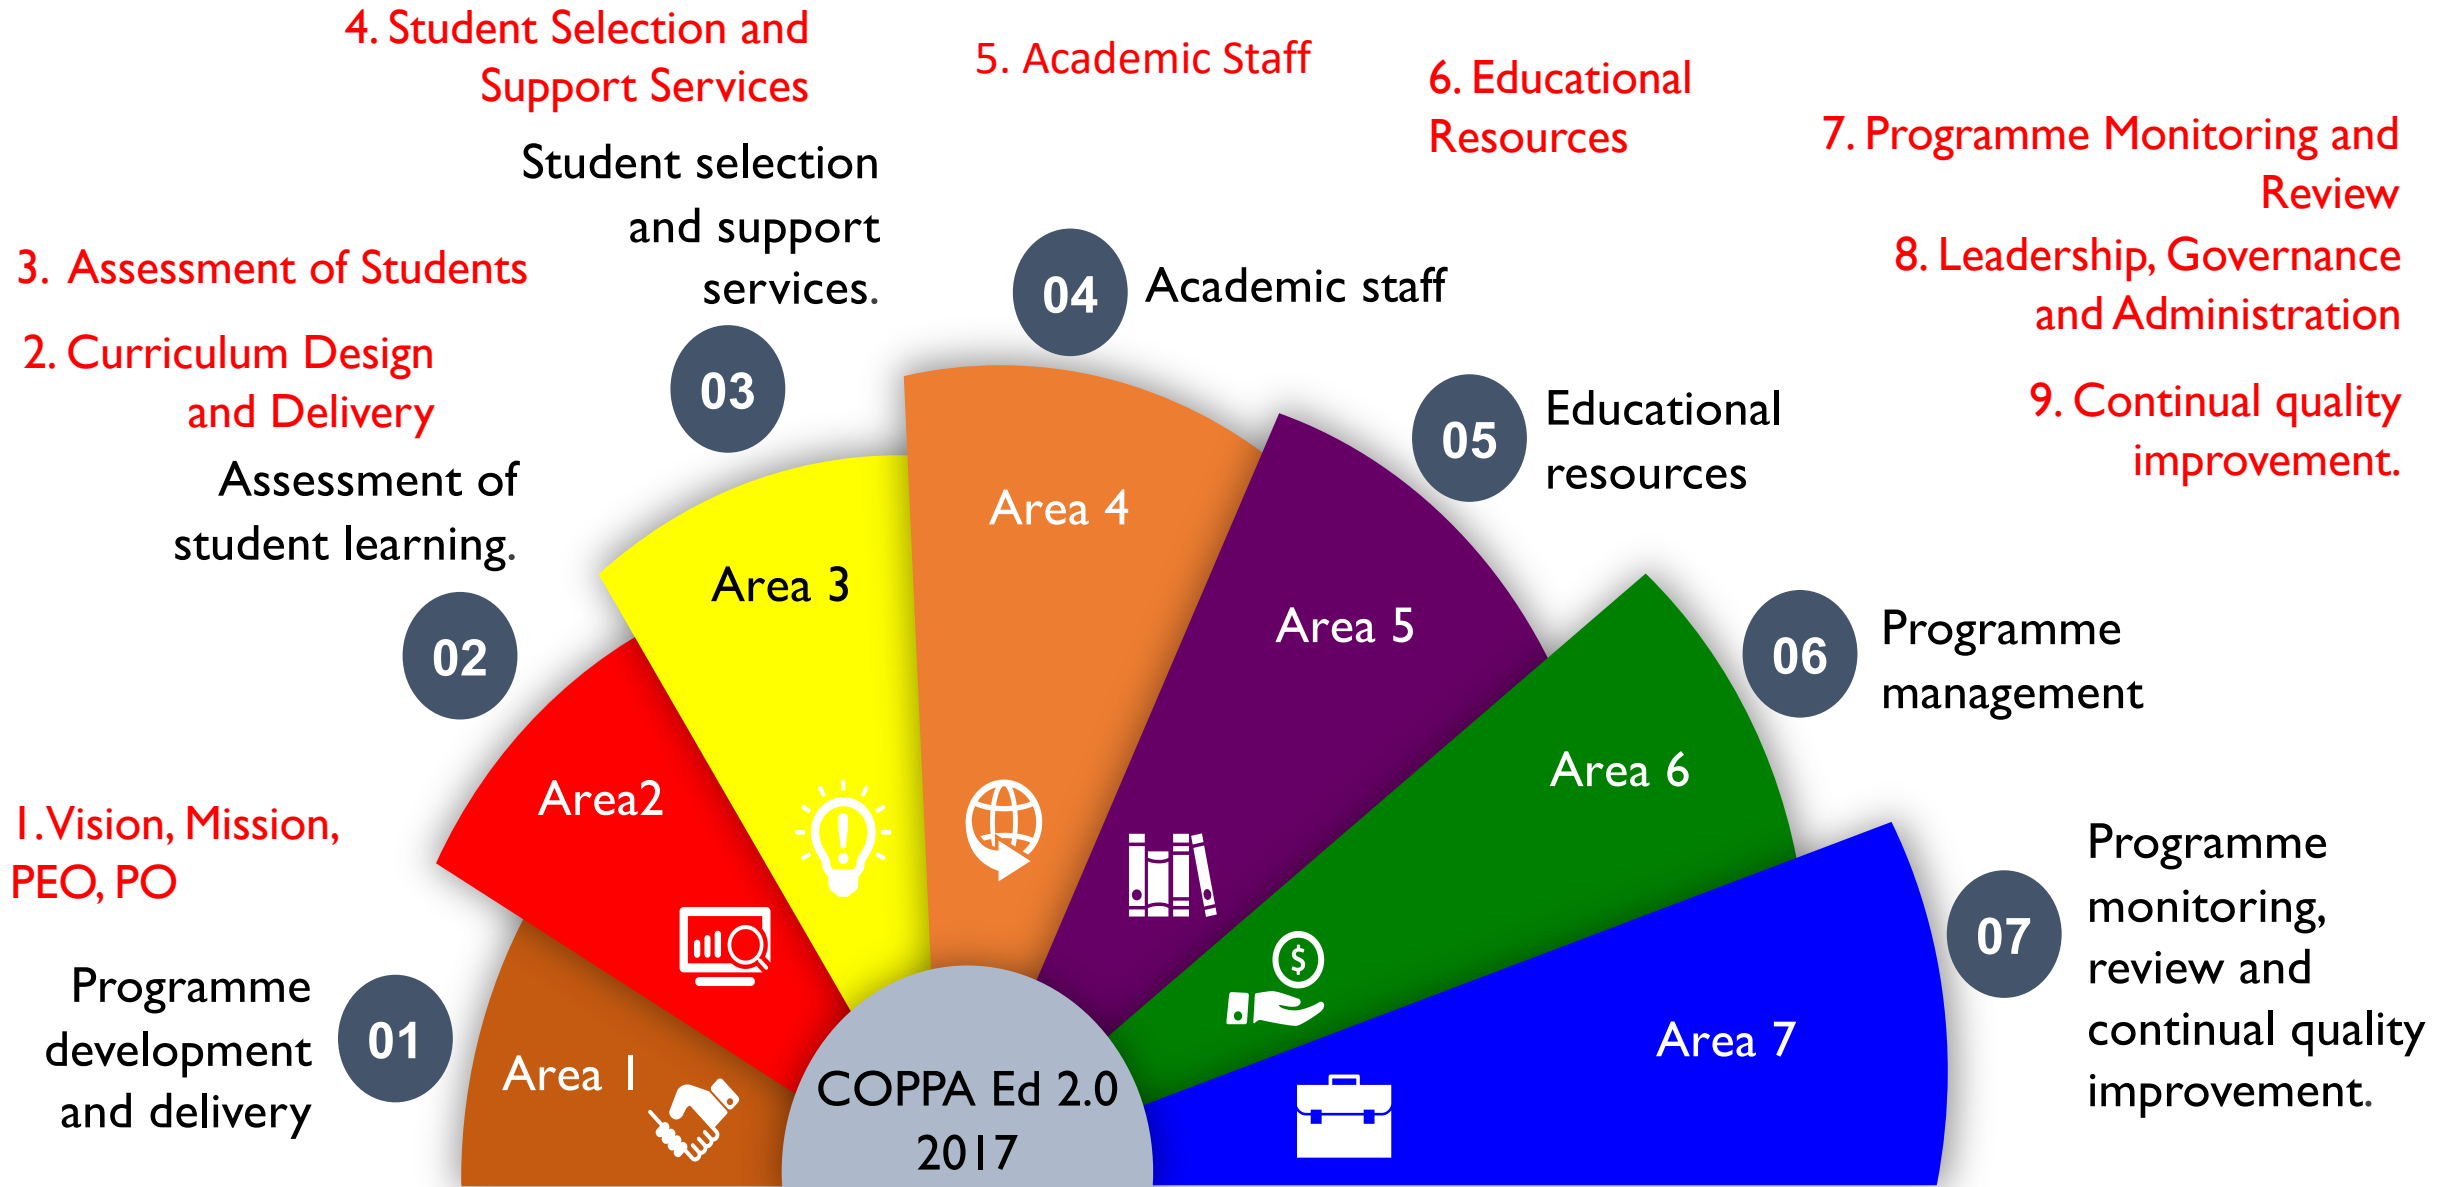 4. Student Selection and
Support Services
5. Academic Staff
6. Educational
Resources
7. Programme Monitoring and
Review
8. Leadership, Governance
and Administration
9. Continual quality
improvement.
3. Assessment of Students
2. Curriculum Design
and Delivery
1. Vision, Mission,
PEO, PO
Programme
development
and delivery
01
Area 1
Assessment of
student learning.
02
Area2
Student selection
and support
services.
03
Area 3
04
Academic staff
Area 4
05
Educational
resources
Area 5
06
Programme
management
Area 6
07
Programme
monitoring,
review and
continual quality
improvement.
Area 7
COPPA Ed 2.0
2017
$